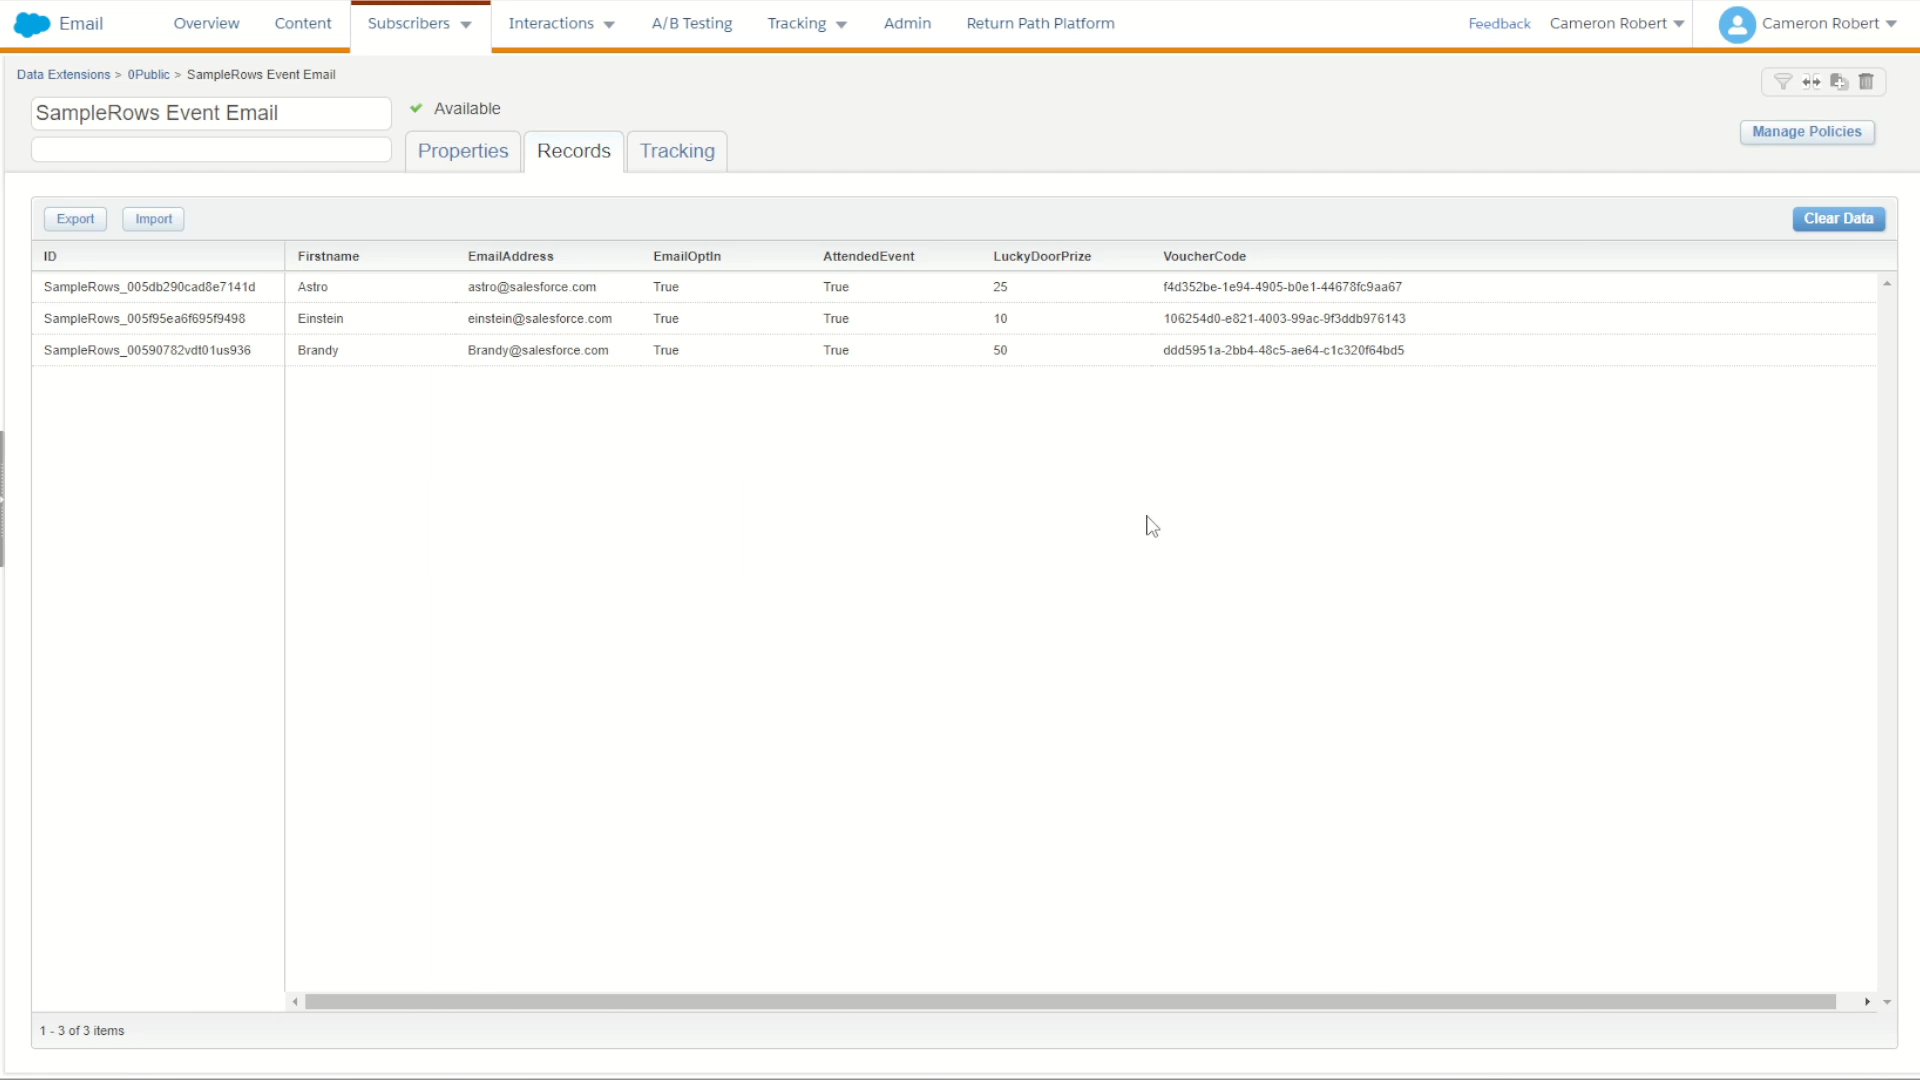 Email Overview Content Subscribers Interactions A/B Testing Tracking Admin Return Path Platform Feedback Cameron Robert Cameron Robert
Data Extensions > 0Public > SampleRows Event Email
SampleRows Event Email Available
Manage Policies
Properties Records Tracking
Export Import Clear Data
ID Firstname EmailAddress EmailOptIn AttendedEvent LuckyDoorPrize VoucherCode
SampleRows_005db290cad8e7141d Astro astro@salesforce.com True True 25 f4d352be-1e94-4905-b0e1-44678fc9aa67
SampleRows_005f95ea6f695f9498 Einstein einstein@salesforce.com True True 10 106254d0-e821-4003-99ac-9f3ddb976143
SampleRows_00590782vdt01us936 Brandy Brandy@salesforce.com True True 50 ddd5951a-2bb4-48c5-ae64-c1c320f64bd5
1 - 3 of 3 items